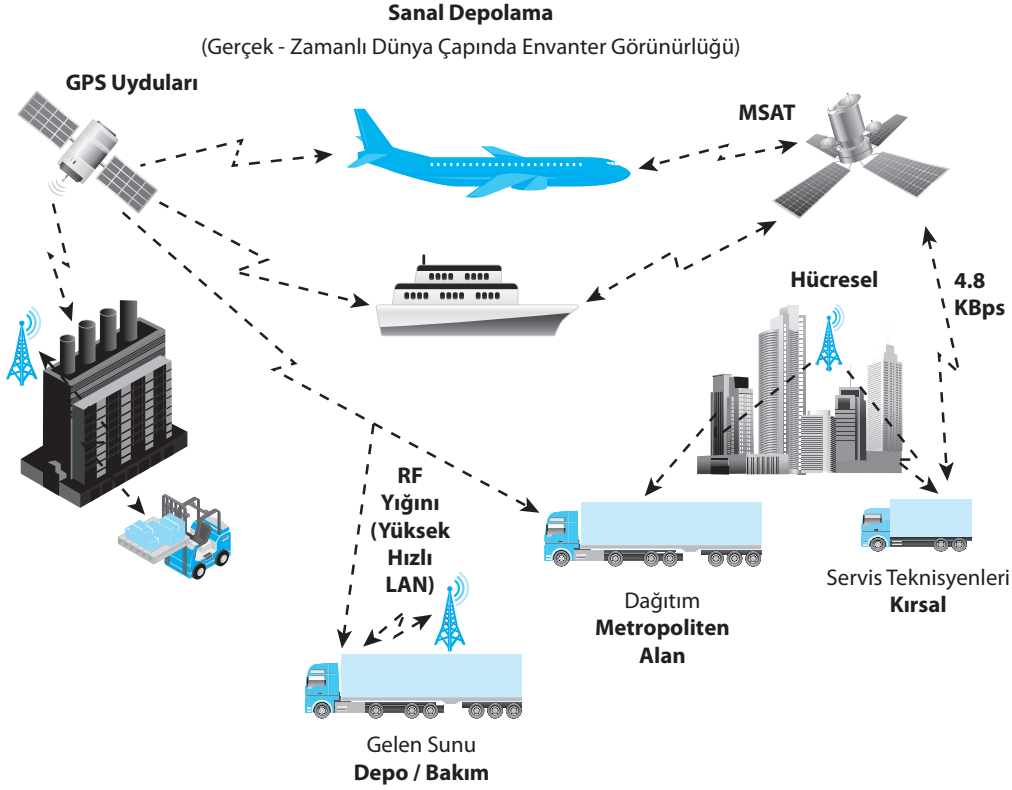 Sanal Depolama
(Gerçek - Zamanlı Dünya Çapında Envanter Görünürlüğü)
GPS Uyduları
MSAT
Hücresel
4.8
KBps
RF
Yığını
(Yüksek
Hızlı
LAN)
Servis Teknisyenleri
Kırsal
Dağıtım
Metropoliten
Alan
Gelen Sunu
Depo / Bakım